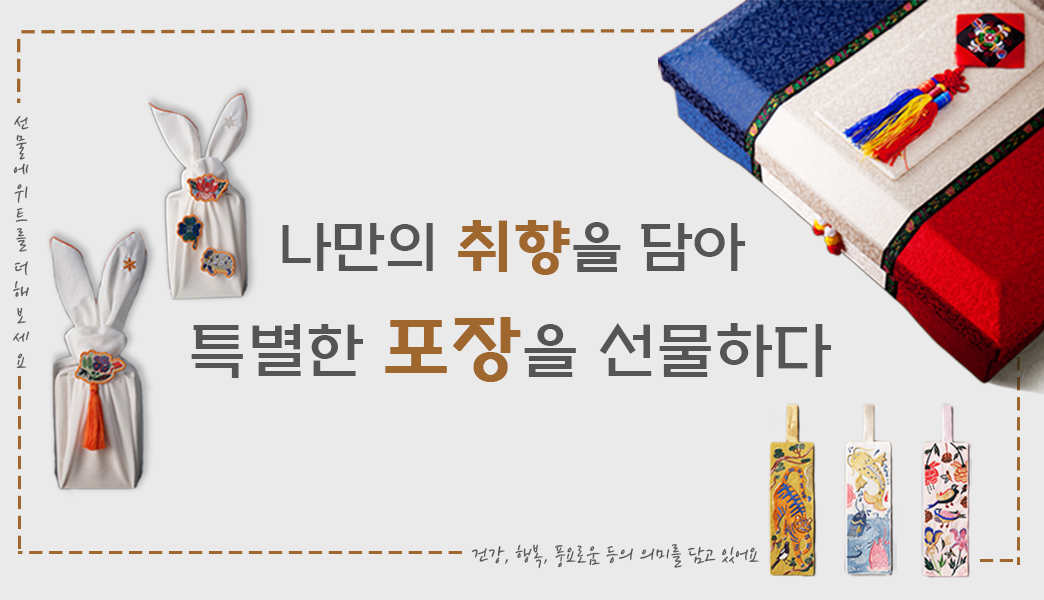 선물에 위트를 더해 보세요
나만의 취향을 담아
특별한 포장을 선물하다
건강, 행복, 풍요로움 등의 의미를 담고 있어요